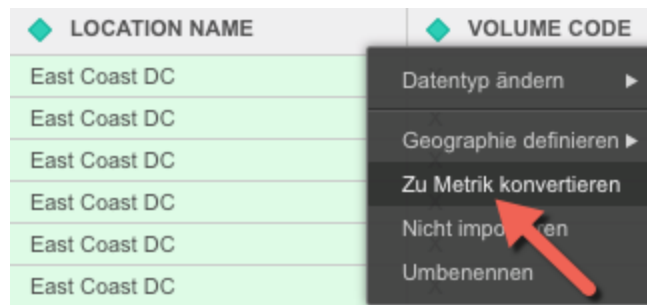 LOCATION NAME
VOLUME CODE
East Coast DC
East Coast DC
East Coast DC
East Coast DC
East Coast DC
East Coast DC
Datentyp ändern
Geographie definieren
Zu Metrik konvertieren
Umbenennen